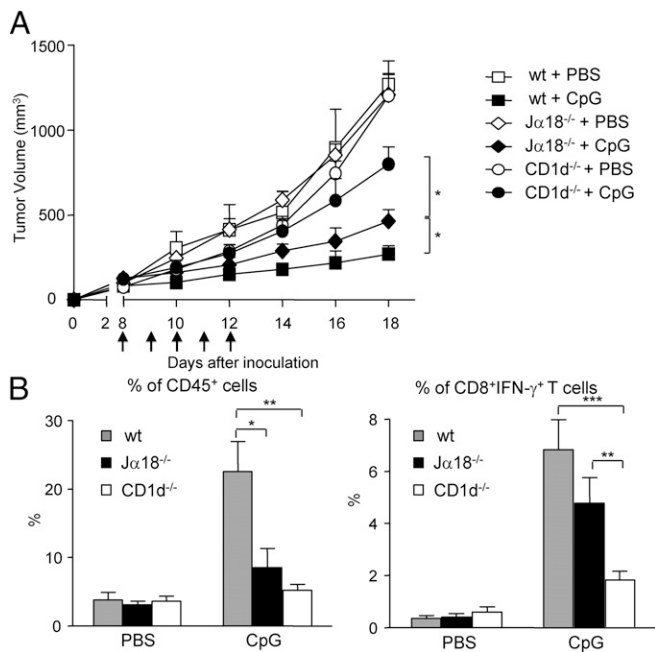 A
Tumor Volume (mm³)
1500
1000
500
0
0
2
8
10
12
14
16
18
Days after inoculation
wt + PBS
wt + CpG
Jα18⁻/⁻ + PBS
Jα18⁻/⁻ + CpG
CD1d⁻/⁻ + PBS
CD1d⁻/⁻ + CpG
*
*
B
% of CD45⁺ cells
%
30
20
10
0
wt
Jα18⁻/⁻
CD1d⁻/⁻
**
*
PBS
CpG
% of CD8⁺IFN-γ⁺ T cells
%
8
6
4
2
0
wt
Jα18⁻/⁻
CD1d⁻/⁻
***
**
PBS
CpG